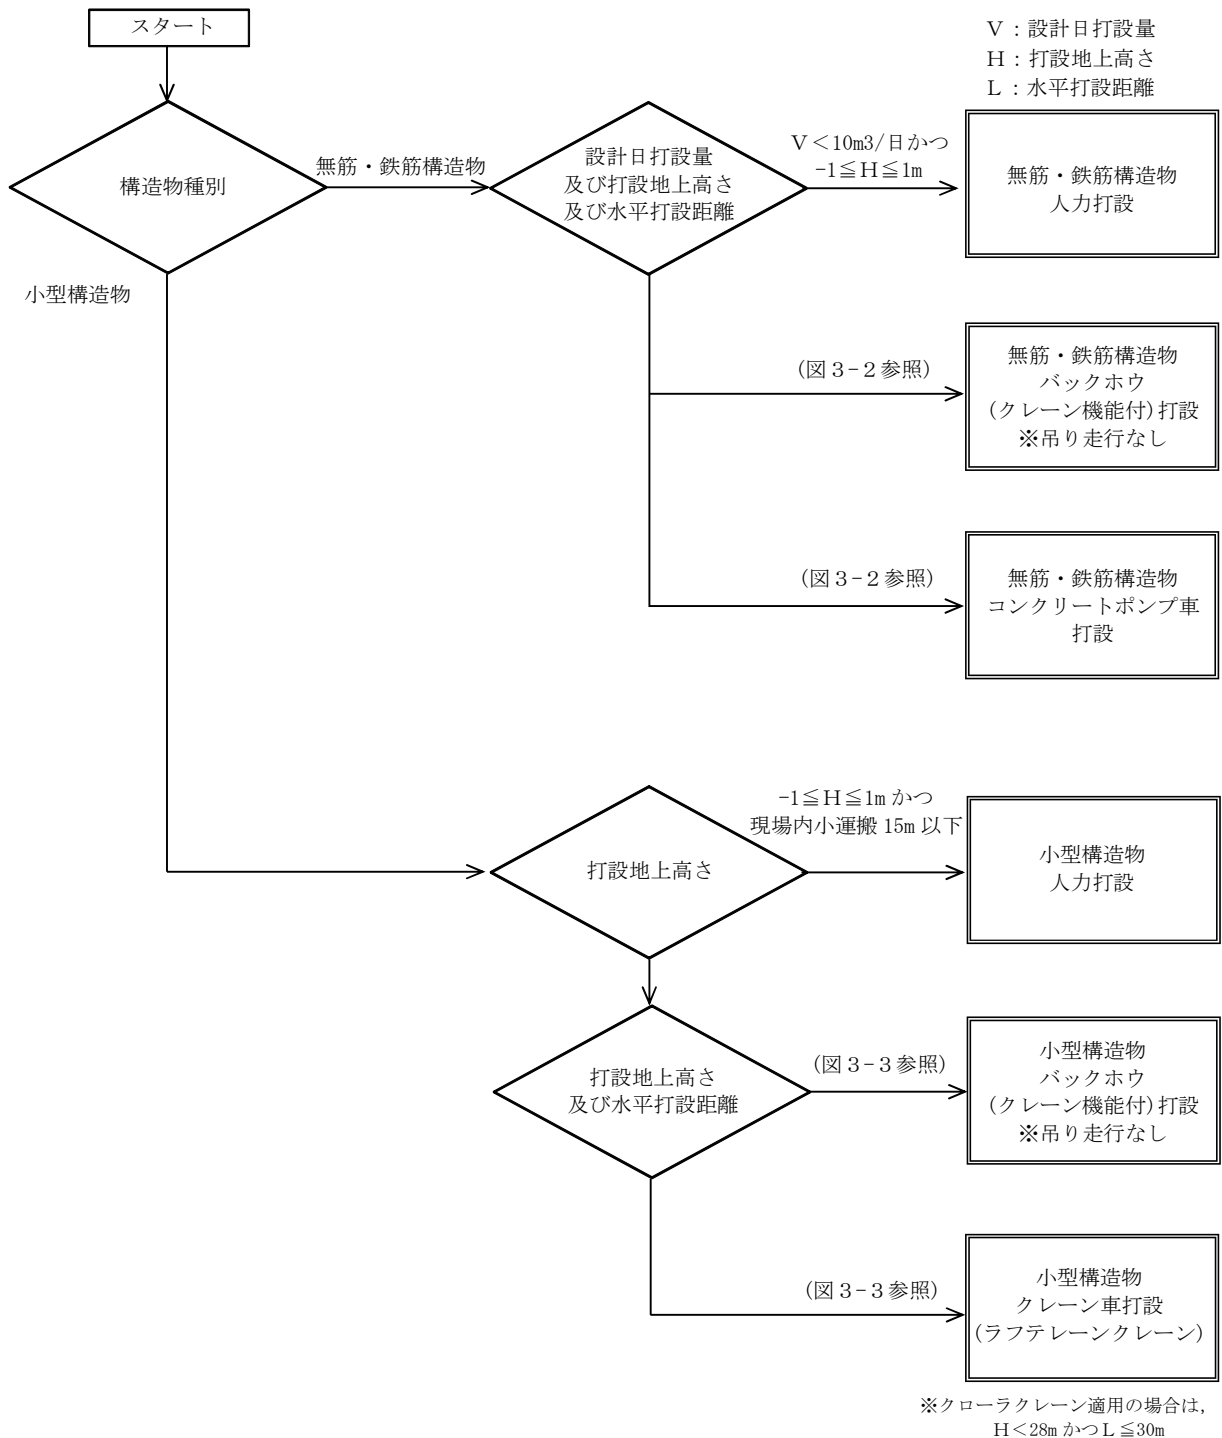 スタート
V：設計日打設量
H：打設地上高さ
L：水平打設距離
構造物種別
無筋・鉄筋構造物
小型構造物
設計日打設量
及び打設地上高さ
及び水平打設距離
V＜10m3/日かつ
-1≦H≦1m
無筋・鉄筋構造物
人力打設
(図3-2参照)
無筋・鉄筋構造物
バックホウ
(クレーン機能付)打設
※吊り走行なし
(図3-2参照)
無筋・鉄筋構造物
コンクリートポンプ車
打設
打設地上高さ
-1≦H≦1mかつ
現場内小運搬15m以下
小型構造物
人力打設
打設地上高さ
及び水平打設距離
(図3-3参照)
小型構造物
バックホウ
(クレーン機能付)打設
※吊り走行なし
(図3-3参照)
小型構造物
クレーン車打設
(ラフテレーンクレーン)
※クローラクレーン適用の場合は,
H＜28mかつL≦30m